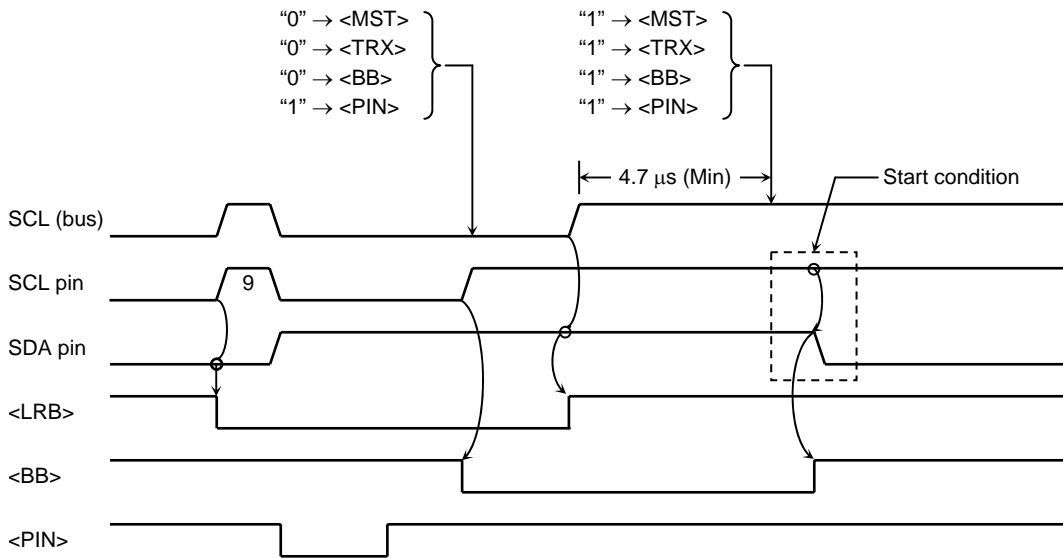 “0” → <MST>
“0” → <TRX>
“0” → <BB>
“1” → <PIN>
“1” → <MST>
“1” → <TRX>
“1” → <BB>
“1” → <PIN>
4.7 μs (Min)
Start condition
SCL (bus)
SCL pin
9
SDA pin
<LRB>
<BB>
<PIN>